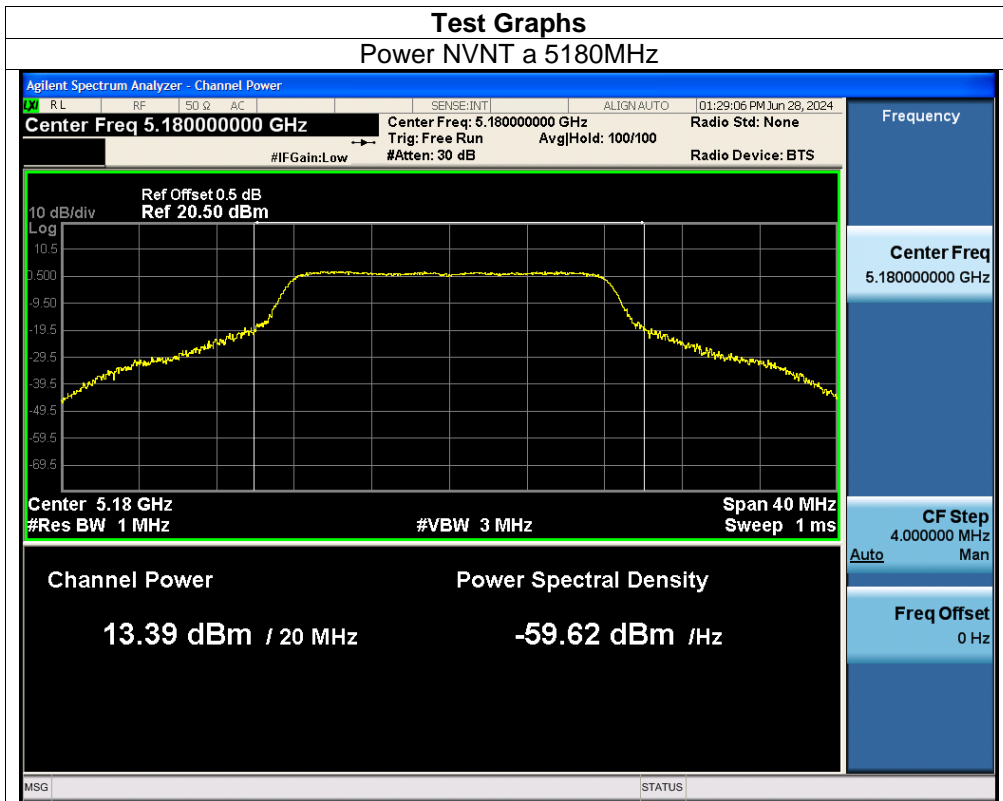 Test Graphs
Power NVNT a 5180MHz
Agilent Spectrum Analyzer - Channel Power
LXI RL RF 50 Ω AC SENSE:INT ALIGN AUTO 01:29:06 PM Jun 28, 2024
Center Freq 5.180000000 GHz
Center Freq: 5.180000000 GHz
Radio Std: None
Trig: Free Run Avg|Hold: 100/100
#IFGain:Low
#Atten: 30 dB
Radio Device: BTS
Ref Offset 0.5 dB
10 dB/div Ref 20.50 dBm
Log
10.5
0.500
-9.50
-19.5
-29.5
-39.5
-49.5
-59.5
-69.5
Center 5.18 GHz
Span 40 MHz
#Res BW 1 MHz
#VBW 3 MHz
Sweep 1 ms
Channel Power
Power Spectral Density
13.39 dBm / 20 MHz
-59.62 dBm /Hz
Frequency
Center Freq
5.180000000 GHz
CF Step
4.000000 MHz
Auto Man
Freq Offset
0 Hz
MSG
STATUS